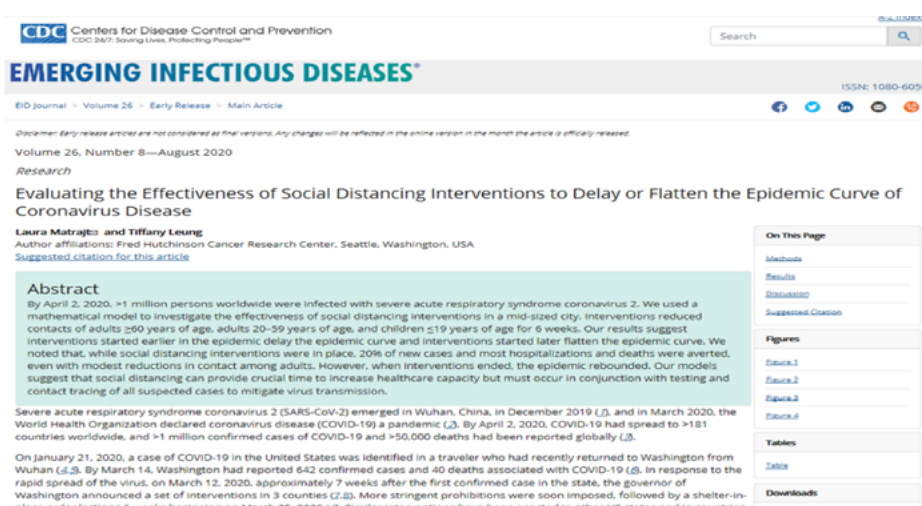 A-Z Index
CDC Centers for Disease Control and Prevention
CDC 24/7: Saving Lives, Protecting People™
Search
EMERGING INFECTIOUS DISEASES®
ISSN: 1080-605
EID Journal > Volume 26 > Early Release > Main Article
Disclaimer: Early release articles are not considered as final versions. Any changes will be reflected in the online version in the month the article is officially released.
Volume 26, Number 8—August 2020
Research
Evaluating the Effectiveness of Social Distancing Interventions to Delay or Flatten the Epidemic Curve of
Coronavirus Disease
Laura Matrajt and Tiffany Leung
Author affiliations: Fred Hutchinson Cancer Research Center, Seattle, Washington, USA
Suggested citation for this article
Abstract
By April 2, 2020, >1 million persons worldwide were infected with severe acute respiratory syndrome coronavirus 2. We used a
mathematical model to investigate the effectiveness of social distancing interventions in a mid-sized city. Interventions reduced
contacts of adults ≥60 years of age, adults 20–59 years of age, and children ≤19 years of age for 6 weeks. Our results suggest
interventions started earlier in the epidemic delay the epidemic curve and interventions started later flatten the epidemic curve. We
noted that, while social distancing interventions were in place, 20% of new cases and most hospitalizations and deaths were averted,
even with modest reductions in contact among adults. However, when interventions ended, the epidemic rebounded. Our models
suggest that social distancing can provide crucial time to increase healthcare capacity but must occur in conjunction with testing and
contact tracing of all suspected cases to mitigate virus transmission.
Severe acute respiratory syndrome coronavirus 2 (SARS-CoV-2) emerged in Wuhan, China, in December 2019 (1), and in March 2020, the
World Health Organization declared coronavirus disease (COVID-19) a pandemic (2). By April 2, 2020, COVID-19 had spread to >181
countries worldwide, and >1 million confirmed cases of COVID-19 and >50,000 deaths had been reported globally (3).
On January 21, 2020, a case of COVID-19 in the United States was identified in a traveler who had recently returned to Washington from
Wuhan (4,5). By March 14, Washington had reported 642 confirmed cases and 40 deaths associated with COVID-19 (6). In response to the
rapid spread of the virus, on March 12, 2020, approximately 7 weeks after the first confirmed case in the state, the governor of
Washington announced a set of interventions in 3 counties (7,8). More stringent prohibitions were soon imposed, followed by a shelter-in-
On This Page
Methods
Results
Discussion
Suggested Citation
Figures
Figure 1
Figure 2
Figure 3
Figure 4
Tables
Table
Downloads